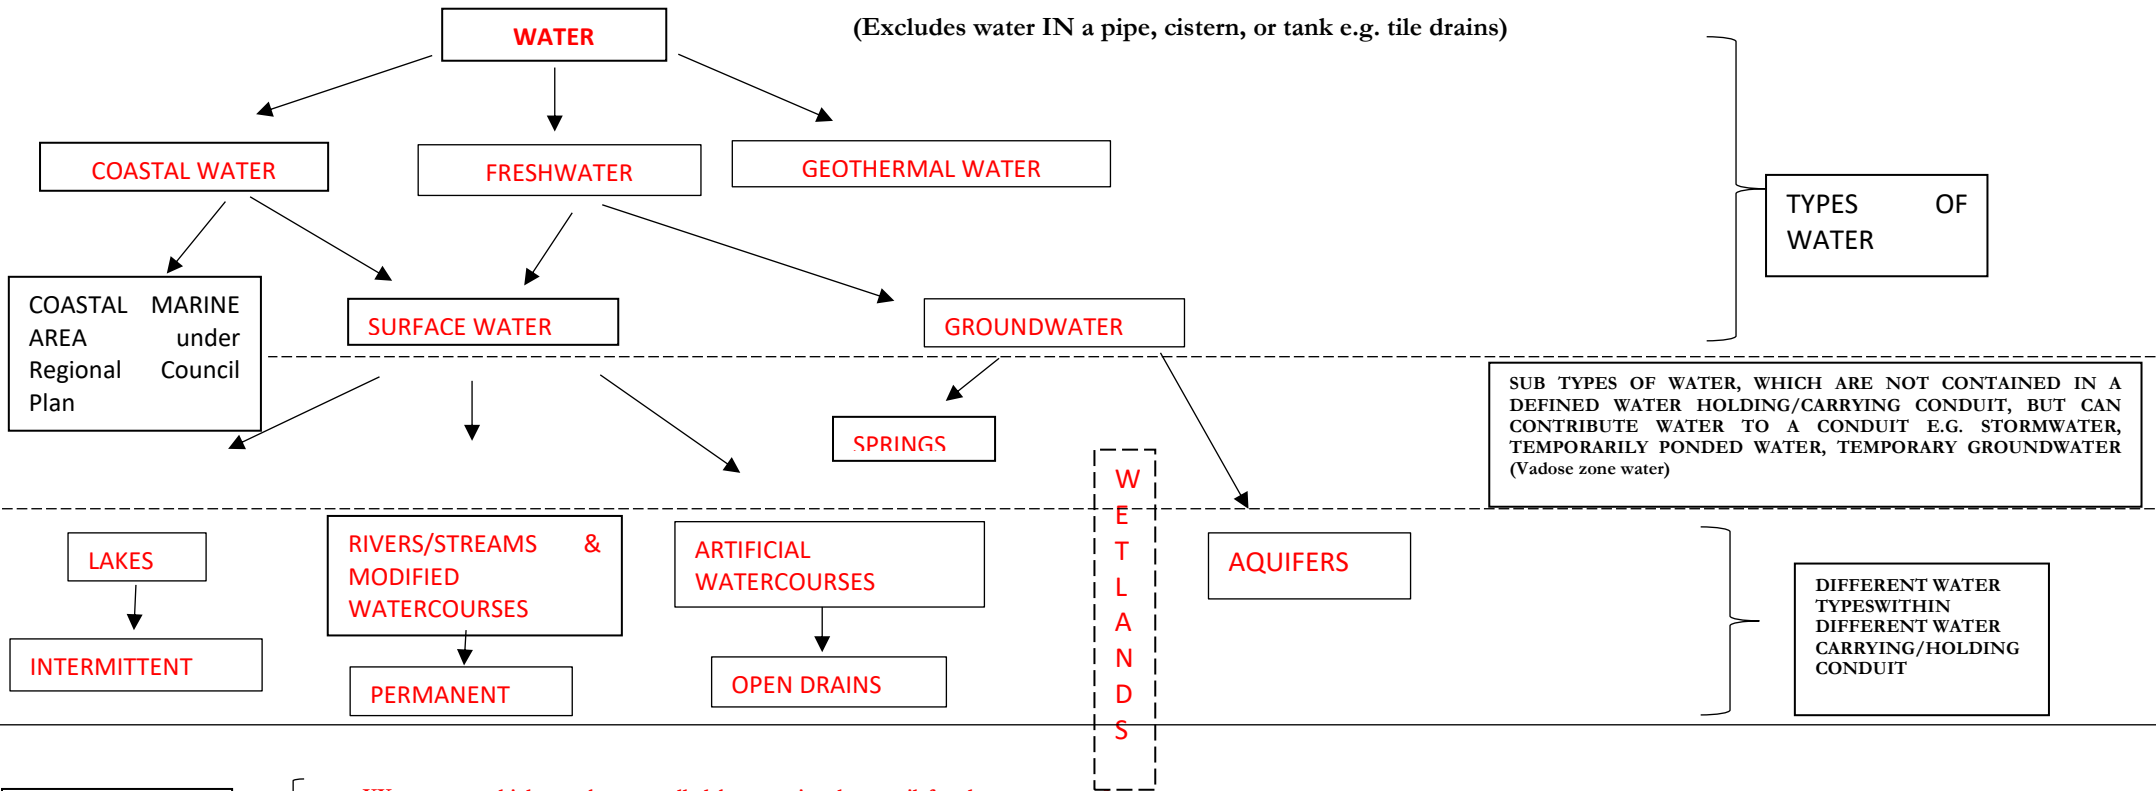 WATER
(Excludes water IN a pipe, cistern, or tank e.g. tile drains)
COASTAL WATER
FRESHWATER
GEOTHERMAL WATER
TYPES OF
WATER
COASTAL MARINE
AREA under
Regional Council
Plan
SURFACE WATER
GROUNDWATER
SUB TYPES OF WATER, WHICH ARE NOT CONTAINED IN A
DEFINED WATER HOLDING/CARRYING CONDUIT, BUT CAN
CONTRIBUTE WATER TO A CONDUIT E.G. STORMWATER,
TEMPORARILY PONDED WATER, TEMPORARY GROUNDWATER
(Vadose zone water)
SPRINGS
WETLANDS
LAKES
RIVERS/STREAMS &
MODIFIED
WATERCOURSES
ARTIFICIAL
WATERCOURSES
AQUIFERS
DIFFERENT WATER
TYPESWITHIN
DIFFERENT WATER
CARRYING/HOLDING
CONDUIT
INTERMITTENT
PERMANENT
OPEN DRAINS